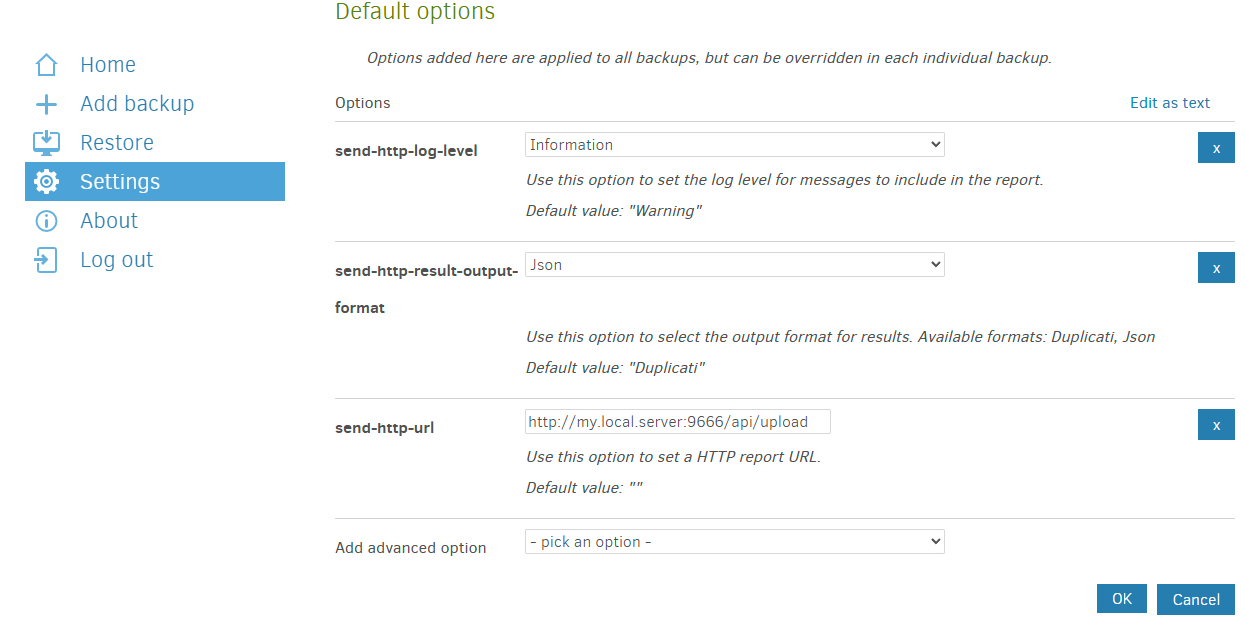 Default options
Options added here are applied to all backups, but can be overridden in each individual backup.
Home
Add backup
Restore
Settings
About
Log out
Options
Edit as text
send-http-log-level
Information
x
Use this option to set the log level for messages to include in the report.
Default value: "Warning"
send-http-result-output-
format
Json
x
Use this option to select the output format for results. Available formats: Duplicati, Json
Default value: "Duplicati"
send-http-url
http://my.local.server:9666/api/upload
x
Use this option to set a HTTP report URL.
Default value: ""
Add advanced option
- pick an option -
OK
Cancel